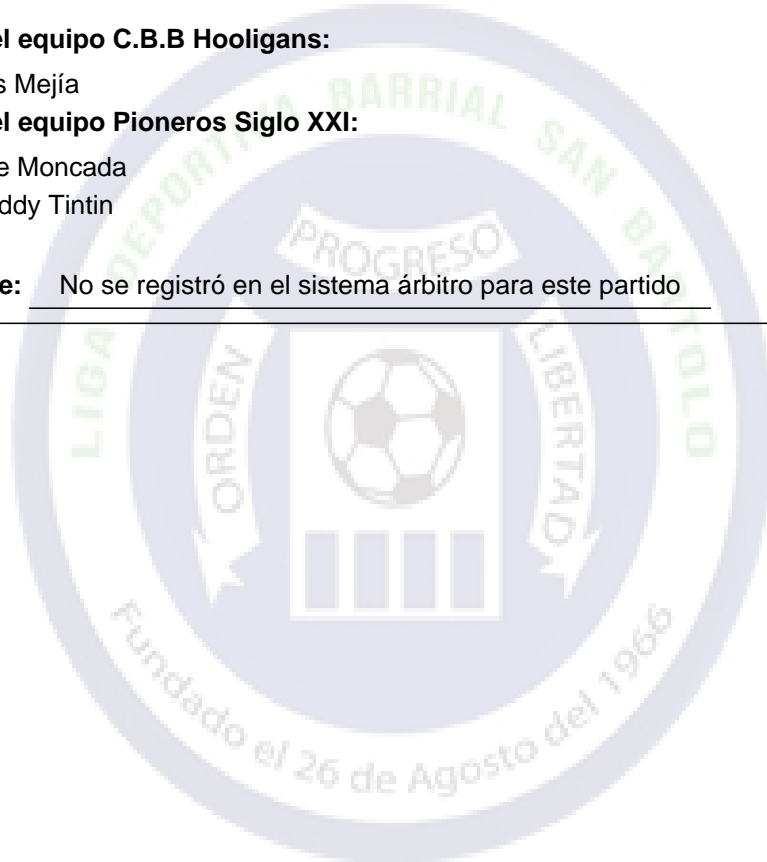 el equipo C.B.B Hooligans:
s Mejía
el equipo Pioneros Siglo XXI:
e Moncada
ddy Tintin
e: No se registró en el sistema árbitro para este partido
LIGA DEPORTIVA BARRIAL SAN BARTOLO
PROGRESO
ORDEN
LIBERTAD
Fundado el 26 de Agosto del 1966